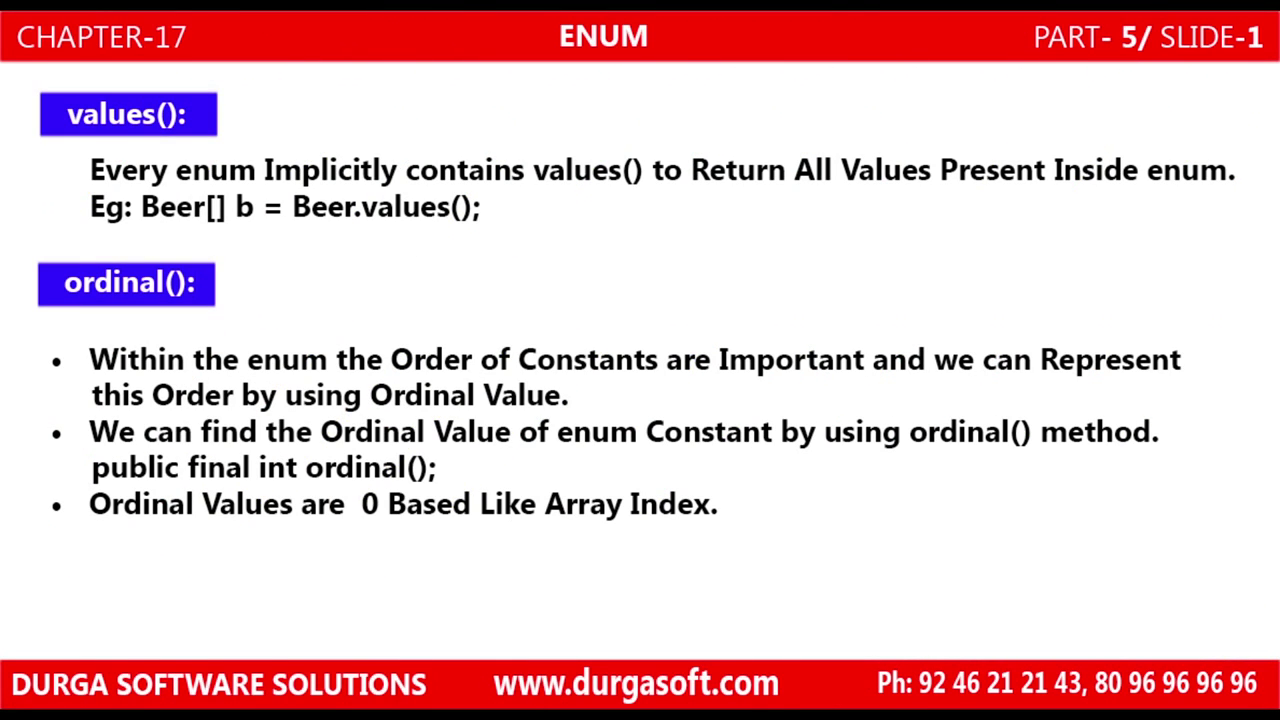 CHAPTER-17 ENUM PART- 5/ SLIDE-1
values():
Every enum Implicitly contains values() to Return All Values Present Inside enum.
Eg: Beer[] b = Beer.values();
ordinal():
• Within the enum the Order of Constants are Important and we can Represent
this Order by using Ordinal Value.
• We can find the Ordinal Value of enum Constant by using ordinal() method.
public final int ordinal();
• Ordinal Values are 0 Based Like Array Index.
DURGA SOFTWARE SOLUTIONS www.durgasoft.com Ph: 92 46 21 21 43, 80 96 96 96 96